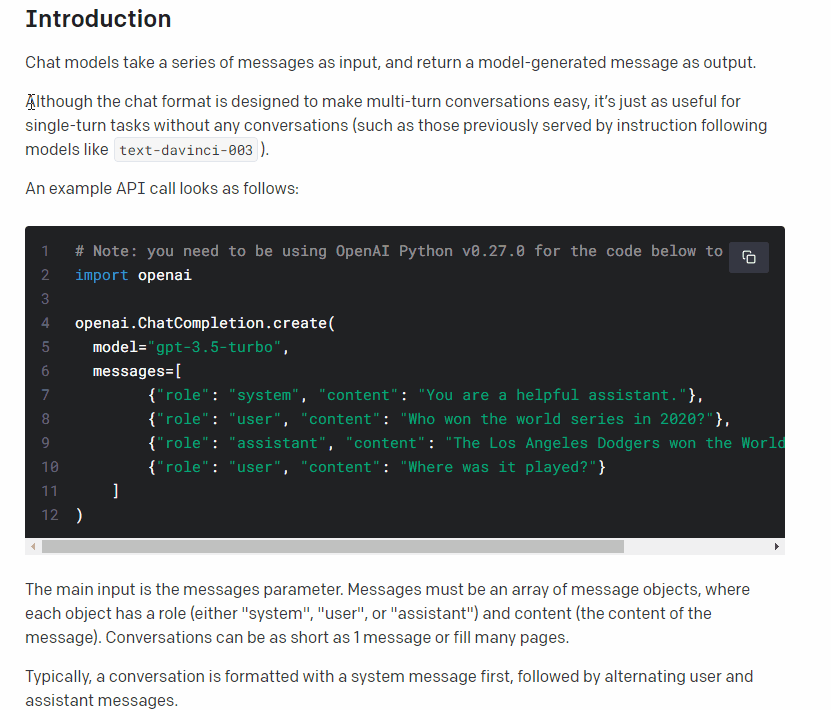 Introduction
Chat models take a series of messages as input, and return a model-generated message as output.
Although the chat format is designed to make multi-turn conversations easy, it’s just as useful for
single-turn tasks without any conversations (such as those previously served by instruction following
models like text-davinci-003 ).
An example API call looks as follows:
1 # Note: you need to be using OpenAI Python v0.27.0 for the code below to
2 import openai
3
4 openai.ChatCompletion.create(
5   model="gpt-3.5-turbo",
6   messages=[
7         {"role": "system", "content": "You are a helpful assistant."},
8         {"role": "user", "content": "Who won the world series in 2020?"},
9         {"role": "assistant", "content": "The Los Angeles Dodgers won the World
10         {"role": "user", "content": "Where was it played?"}
11     ]
12 )
The main input is the messages parameter. Messages must be an array of message objects, where
each object has a role (either "system", "user", or "assistant") and content (the content of the
message). Conversations can be as short as 1 message or fill many pages.
Typically, a conversation is formatted with a system message first, followed by alternating user and
assistant messages.